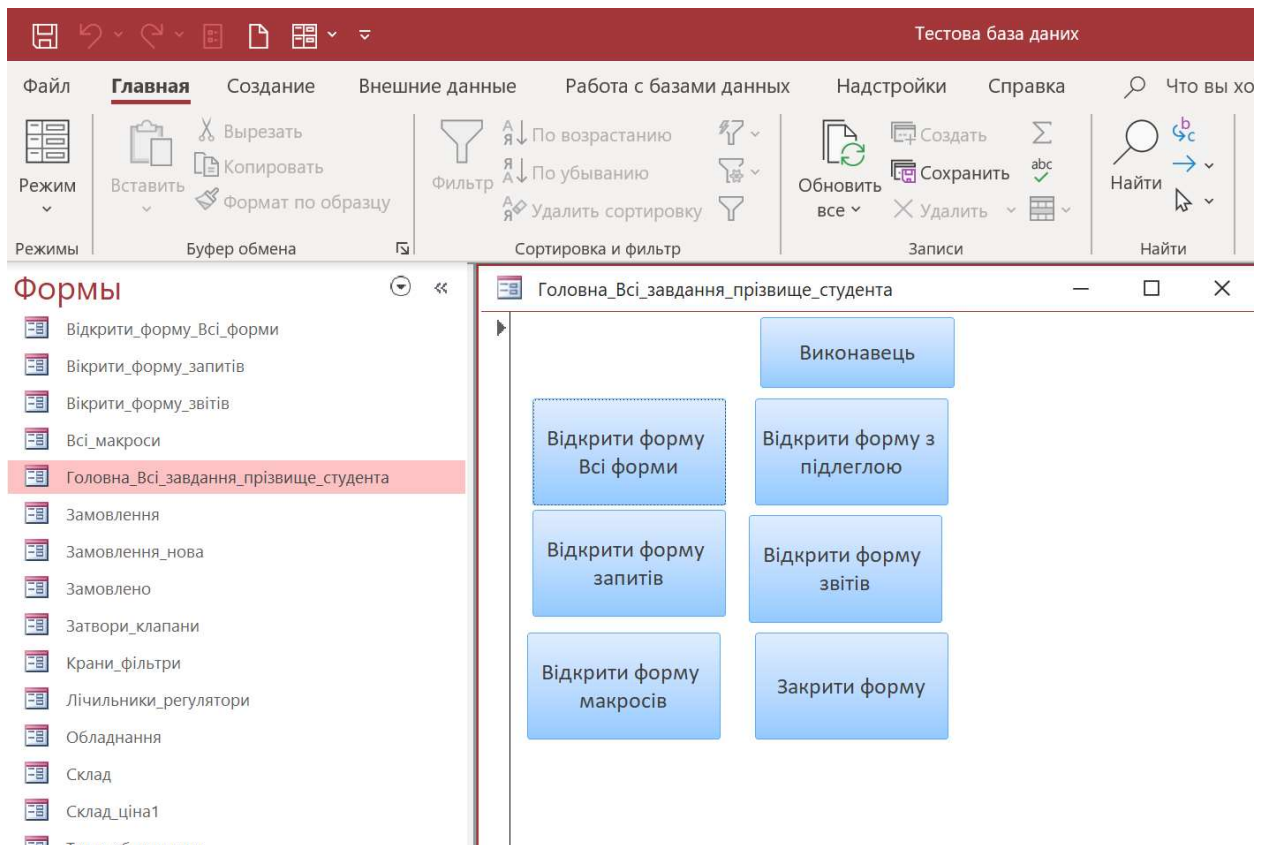 Тестова база даних
Файл Главная Создание Внешние данные Работа с базами данных Надстройки Справка Что вы хо
Режим
Вставить
Вырезать
Копировать
Формат по образцу
Фильтр
По возрастанию
По убыванию
Удалить сортировку
Обновить
все
Создать
Сохранить
Удалить
Найти
Режимы Буфер обмена Сортировка и фильтр Записи Найти
Формы
Відкрити_форму_Всі_форми
Вікрити_форму_запитів
Вікрити_форму_звітів
Всі_макроси
Головна_Всі_завдання_прізвище_студента
Замовлення
Замовлення_нова
Замовлено
Затвори_клапани
Крани_фільтри
Лічильники_регулятори
Обладнання
Склад
Склад_ціна1
Головна_Всі_завдання_прізвище_студента
Виконавець
Відкрити форму
Всі форми
Відкрити форму з
підлеглою
Відкрити форму
запитів
Відкрити форму
звітів
Відкрити форму
макросів
Закрити форму